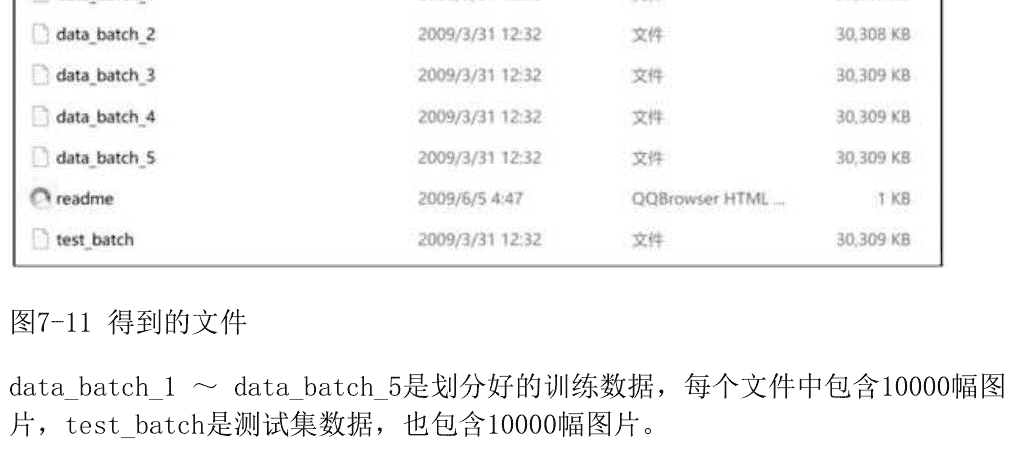 data_batch_2 2009/3/31 12:32 文件 30,308 KB
data_batch_3 2009/3/31 12:32 文件 30,309 KB
data_batch_4 2009/3/31 12:32 文件 30,309 KB
data_batch_5 2009/3/31 12:32 文件 30,309 KB
readme 2009/6/5 4:47 QQBrowser HTML ... 1 KB
test_batch 2009/3/31 12:32 文件 30,309 KB
图7-11 得到的文件
data_batch_1 ～ data_batch_5是划分好的训练数据，每个文件中包含10000幅图
片，test_batch是测试集数据，也包含10000幅图片。